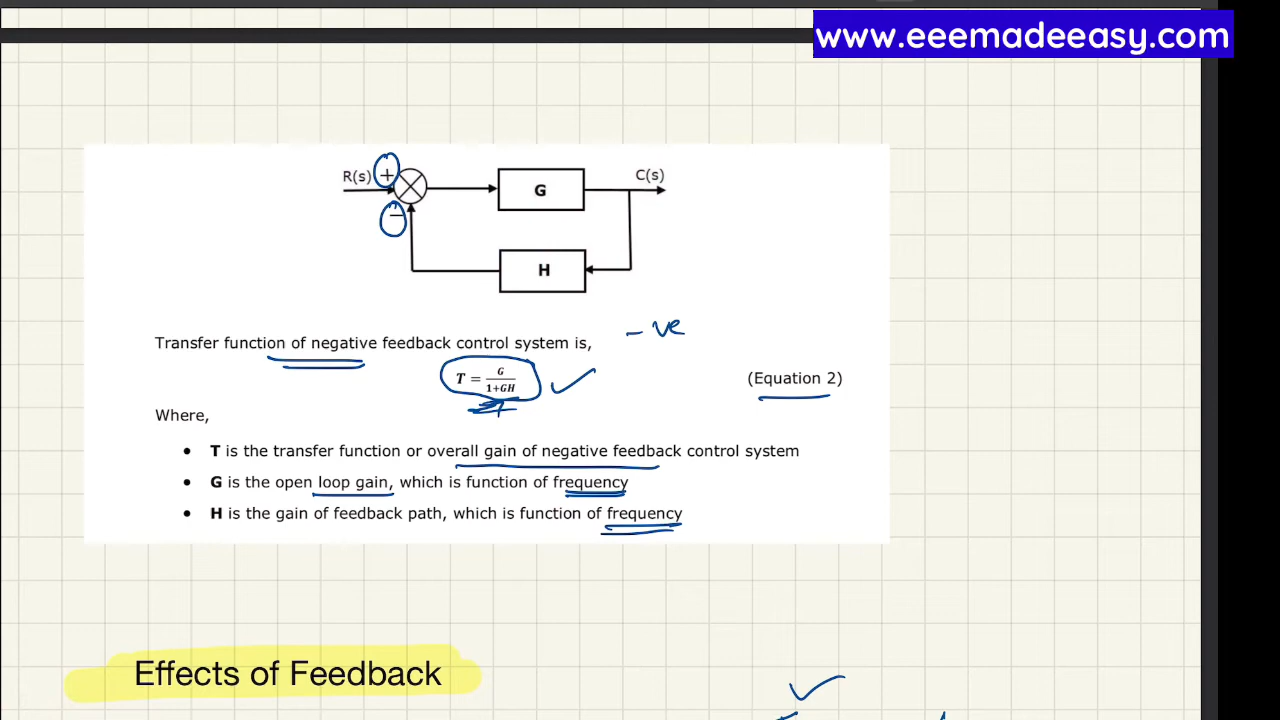 www.eeemadeeasy.com
R(s) + G C(s)
−
H
− ve
Transfer function of negative feedback control system is,
T = G / 1+GH (Equation 2)
Where,
• T is the transfer function or overall gain of negative feedback control system
• G is the open loop gain, which is function of frequency
• H is the gain of feedback path, which is function of frequency
Effects of Feedback